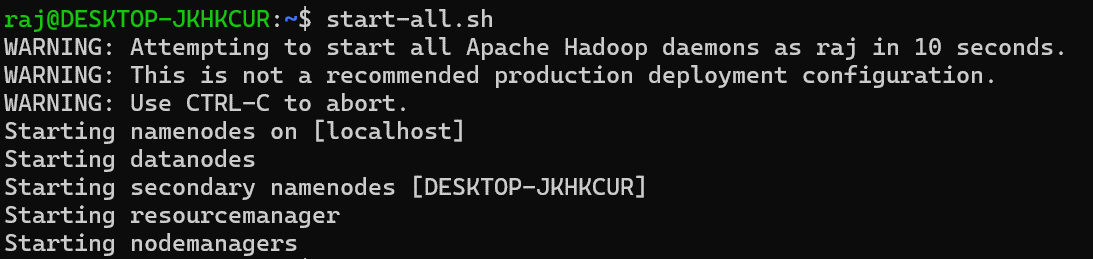 raj@DESKTOP-JKHKCUR:~$ start-all.sh
WARNING: Attempting to start all Apache Hadoop daemons as raj in 10 seconds.
WARNING: This is not a recommended production deployment configuration.
WARNING: Use CTRL-C to abort.
Starting namenodes on [localhost]
Starting datanodes
Starting secondary namenodes [DESKTOP-JKHKCUR]
Starting resourcemanager
Starting nodemanagers